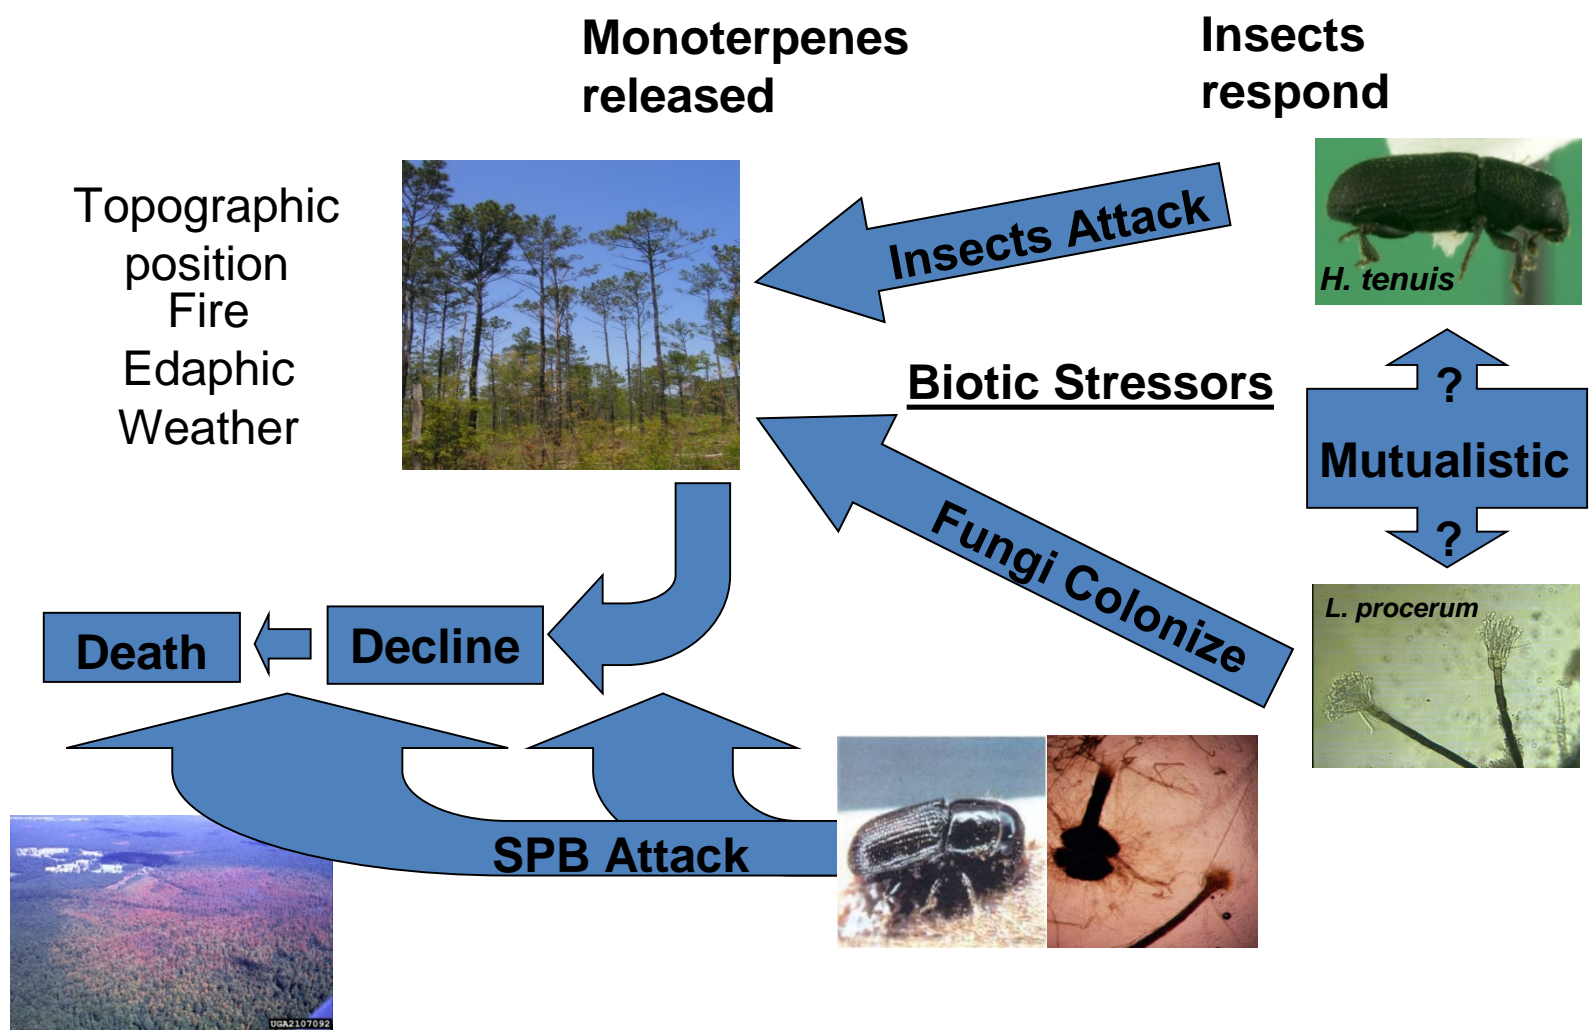 Monoterpenes
released
Insects
respond
Topographic
position
Fire
Edaphic
Weather
Insects Attack
H. tenuis
Biotic Stressors
?
Mutualistic
?
Fungi Colonize
L. procerum
Death
Decline
SPB Attack
UGA2107092